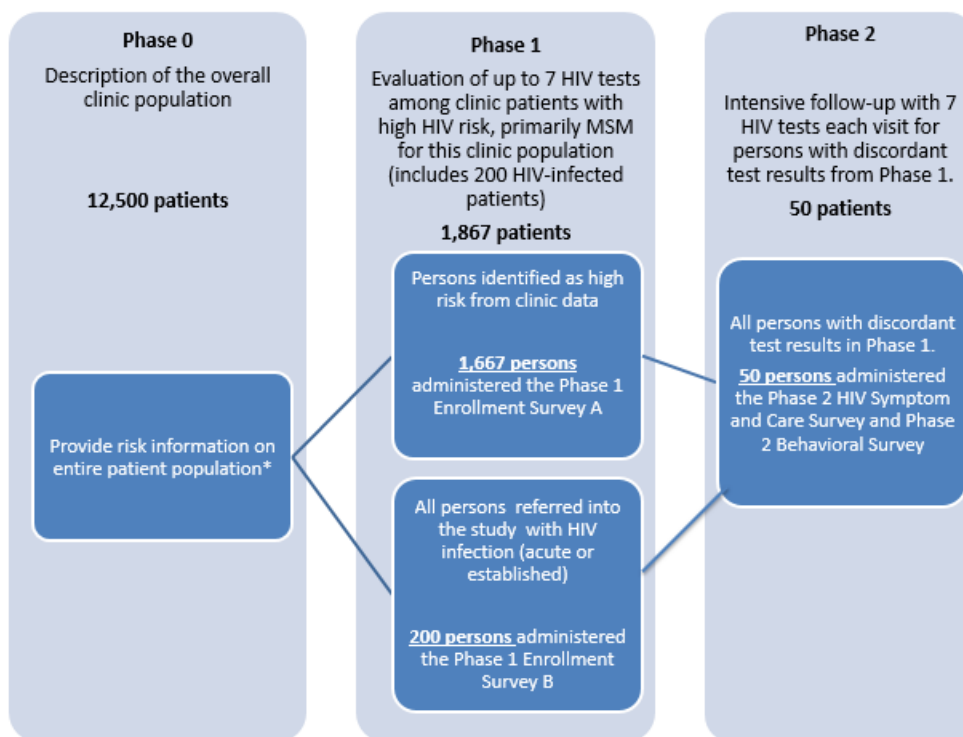 Phase 0
Description of the overall
clinic population
12,500 patients
Provide risk information on
entire patient population*
Phase 1
Evaluation of up to 7 HIV tests
among clinic patients with
high HIV risk, primarily MSM
for this clinic population
(includes 200 HIV-infected
patients)
1,867 patients
Persons identified as high
risk from clinic data
1,667 persons
administered the Phase 1
Enrollment Survey A
All persons referred into
the study with HIV
infection (acute or
established)
200 persons administered
the Phase 1 Enrollment
Survey B
Phase 2
Intensive follow-up with 7
HIV tests each visit for
persons with discordant
test results from Phase 1.
50 patients
All persons with discordant
test results in Phase 1.
50 persons administered
the Phase 2 HIV Symptom
and Care Survey and Phase
2 Behavioral Survey